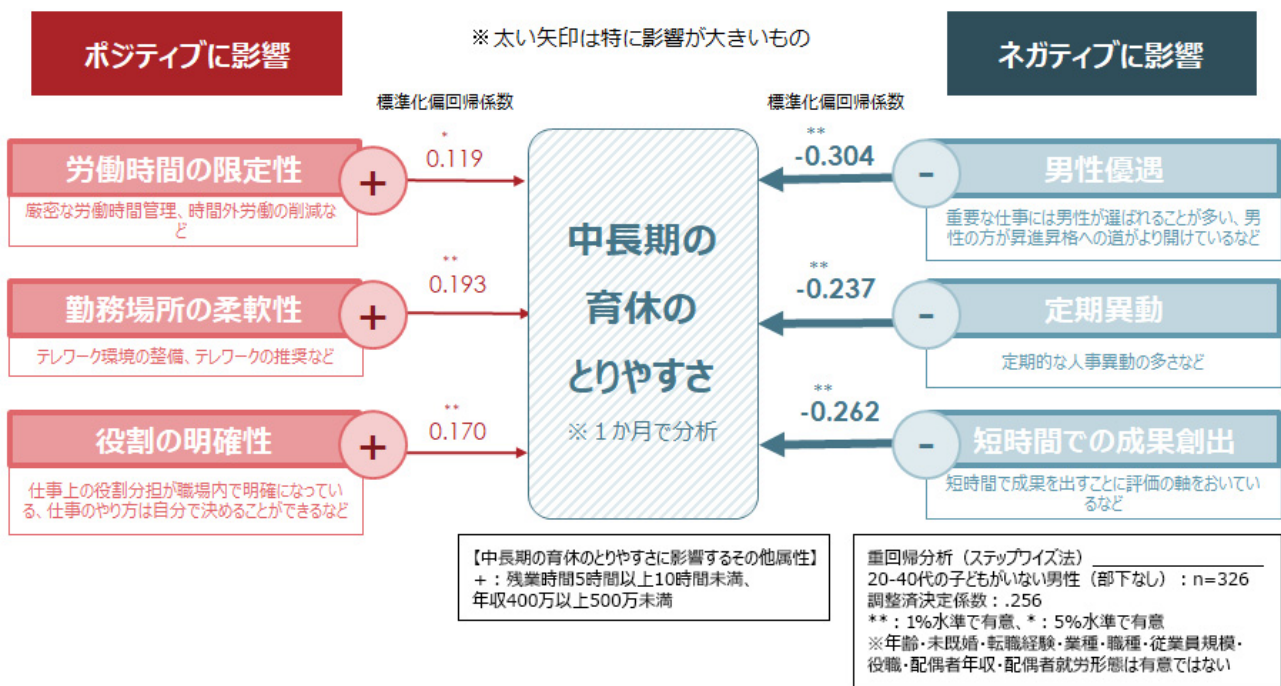 ポジティブに影響
※太い矢印は特に影響が大きいもの
ネガティブに影響
標準化偏回帰係数
標準化偏回帰係数
労働時間の限定性
+
*
0.119
厳密な労働時間管理、時間外労働の削減な
ど
勤務場所の柔軟性
+
**
0.193
テレワーク環境の整備、テレワークの推奨など
役割の明確性
+
**
0.170
仕事上の役割分担が職場内で明確になってい
る、仕事のやり方は自分で決めることができるなど
中長期の
育休の
とりやすさ
※1か月で分析
**
-0.304
-
男性優遇
重要な仕事には男性が選ばれることが多い、男
性の方が昇進昇格への道がより開けているなど
**
-0.237
-
定期異動
定期的な人事異動の多さなど
**
-0.262
-
短時間での成果創出
短時間で成果を出すことに評価の軸をおいてい
るなど
【中長期の育休のとりやすさに影響するその他属性】
+:残業時間5時間以上10時間未満、
年収400万以上500万未満
重回帰分析(ステップワイズ法)
20-40代の子どもがいない男性(部下なし):n=326
調整済決定係数:.256
**:1%水準で有意、*:5%水準で有意
※年齢・未既婚・転職経験・業種・職種・従業員規模・
役職・配偶者年収・配偶者就労形態は有意ではない